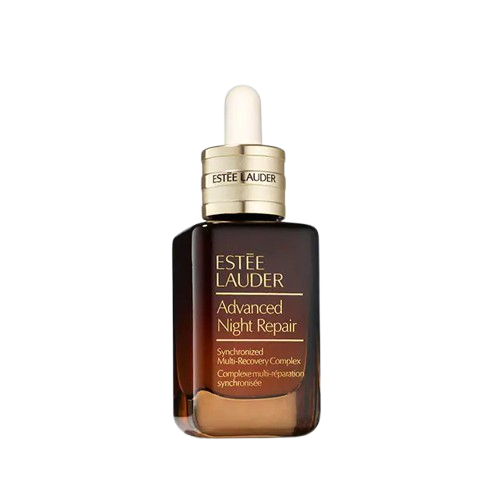 ESTĒE LAUDER
ESTĒE
LAUDER
Advanced
Night Repair
Synchronized
Multi-Recovery Complex
Complexe multi-réparation
synchronisée